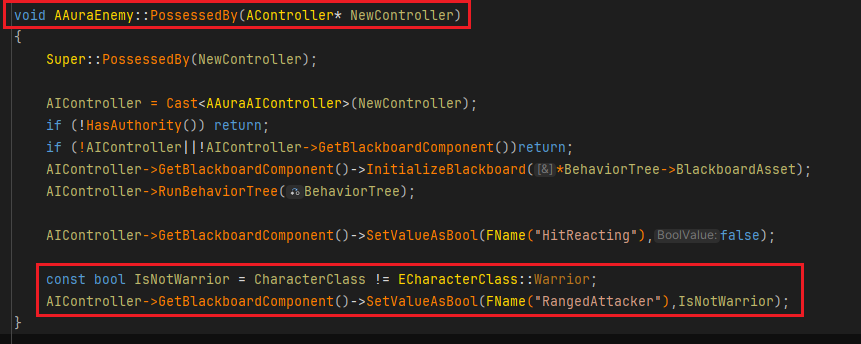 void AAuraEnemy::PossessedBy(AController* NewController)
{
Super::PossessedBy(NewController);
AIController = Cast<AAuraAIController>(NewController);
if (!HasAuthority()) return;
if (!AIController||!AIController->GetBlackboardComponent())return;
AIController->GetBlackboardComponent()->InitializeBlackboard([&]*BehaviorTree->BlackboardAsset);
AIController->RunBehaviorTree(BehaviorTree);
AIController->GetBlackboardComponent()->SetValueAsBool(FName("HitReacting"),BoolValue:false);
const bool IsNotWarrior = CharacterClass != ECharacterClass::Warrior;
AIController->GetBlackboardComponent()->SetValueAsBool(FName("RangedAttacker"),IsNotWarrior);
}